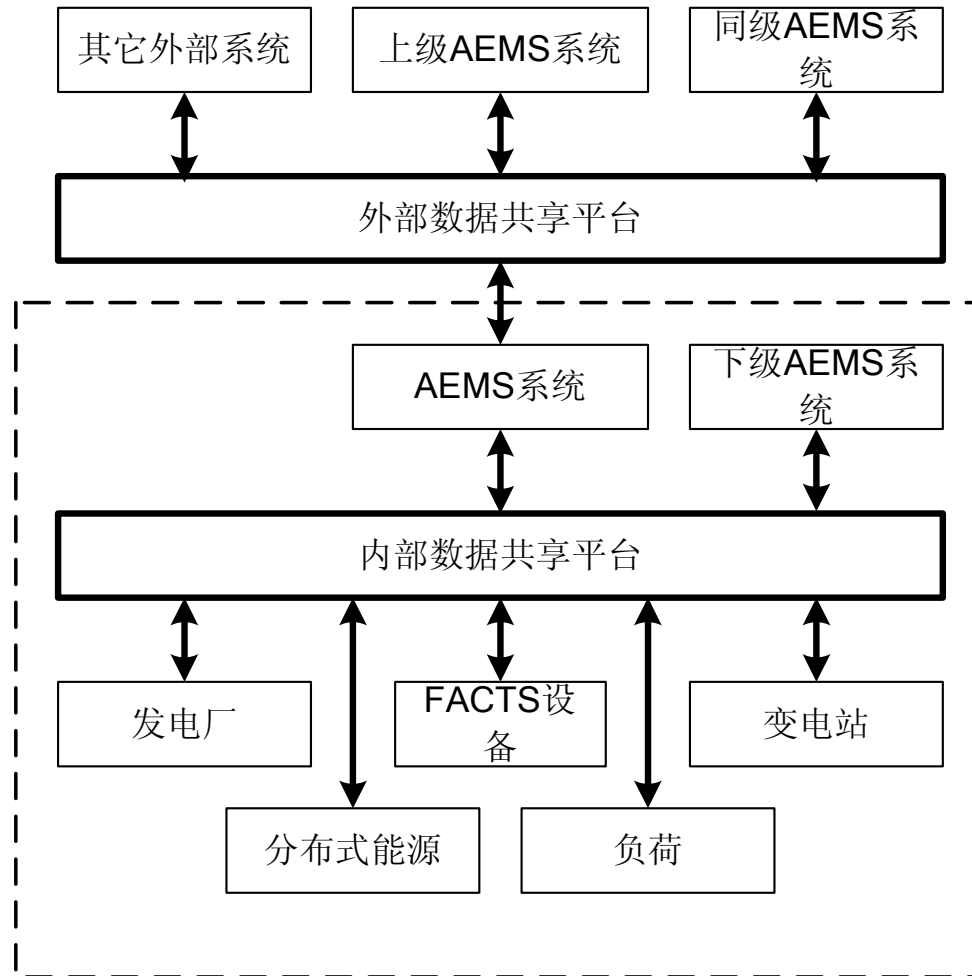 其它外部系统
上级AEMS系统
同级AEMS系
统
外部数据共享平台
AEMS系统
下级AEMS系
统
内部数据共享平台
发电厂
FACTS设
备
变电站
分布式能源
负荷